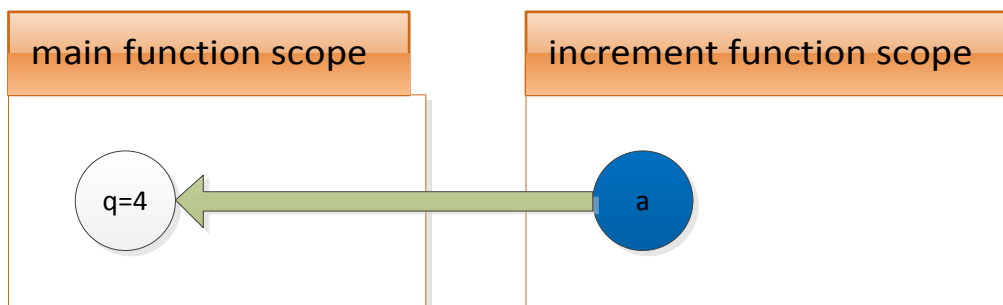 main function scope
increment function scope
q=4
a